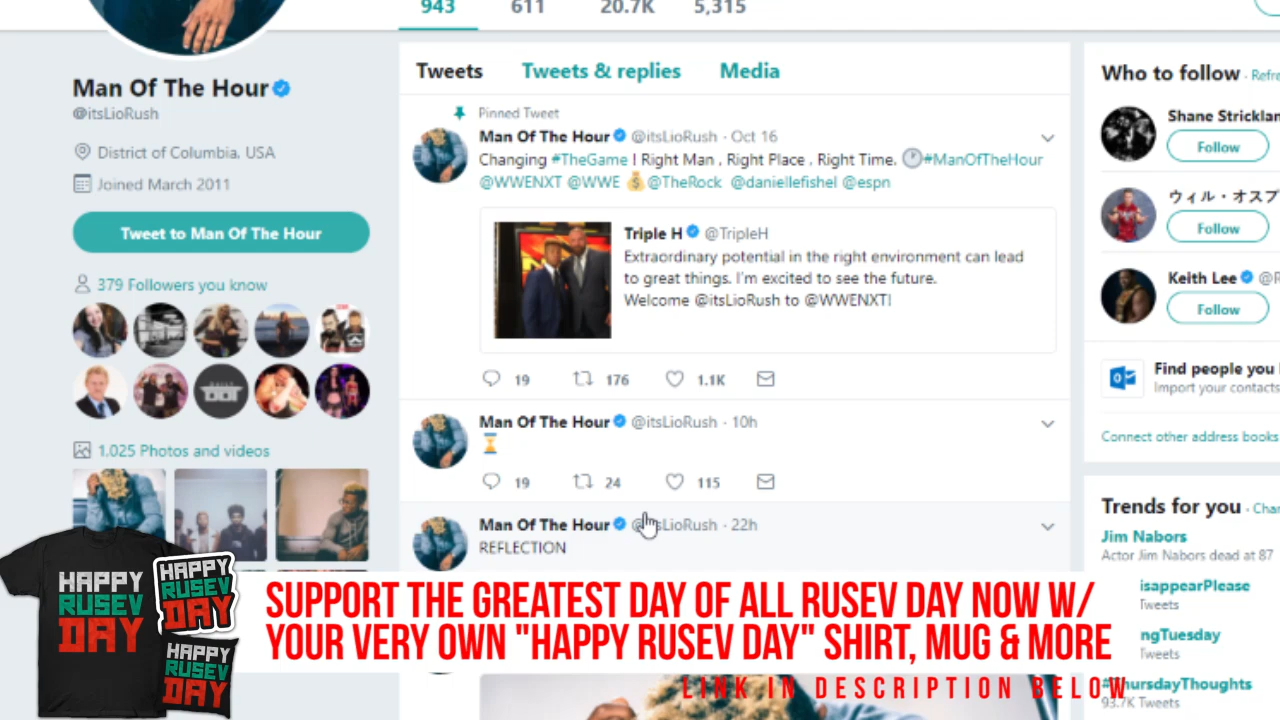 943 611 20.7K 5,315
Man Of The Hour
@itsLioRush
District of Columbia, USA
Joined March 2011
Tweet to Man Of The Hour
379 Followers you know
1,025 Photos and videos
Tweets Tweets & replies Media
Pinned Tweet
Man Of The Hour @itsLioRush · Oct 16
Changing #TheGame ! Right Man , Right Place , Right Time. #ManOfTheHour
@WWENXT @WWE @TheRock @daniellefishel @espn
Triple H @TripleH
Extraordinary potential in the right environment can lead
to great things. I'm excited to see the future.
Welcome @itsLioRush to @WWENXT!
19 176 1.1K
Man Of The Hour @itsLioRush · 10h
19 24 115
Man Of The Hour @itsLioRush · 22h
REFLECTION
Who to follow · Refre
Shane Stricklan
Follow
ウィル・オスプ
Follow
Keith Lee @R
Follow
Find people you
Import your contacts
Connect other address books
Trends for you · Chan
Jim Nabors
Actor Jim Nabors dead at 87
isappearPlease
Tweets
ngTuesday
Tweets
#ThursdayThoughts
93.7K Tweets
HAPPY
RUSEV
DAY
HAPPY
RUSEV
DAY
HAPPY
RUSEV
DAY
SUPPORT THE GREATEST DAY OF ALL RUSEV DAY NOW W/
YOUR VERY OWN "HAPPY RUSEV DAY" SHIRT, MUG & MORE
LINK IN DESCRIPTION BELOW